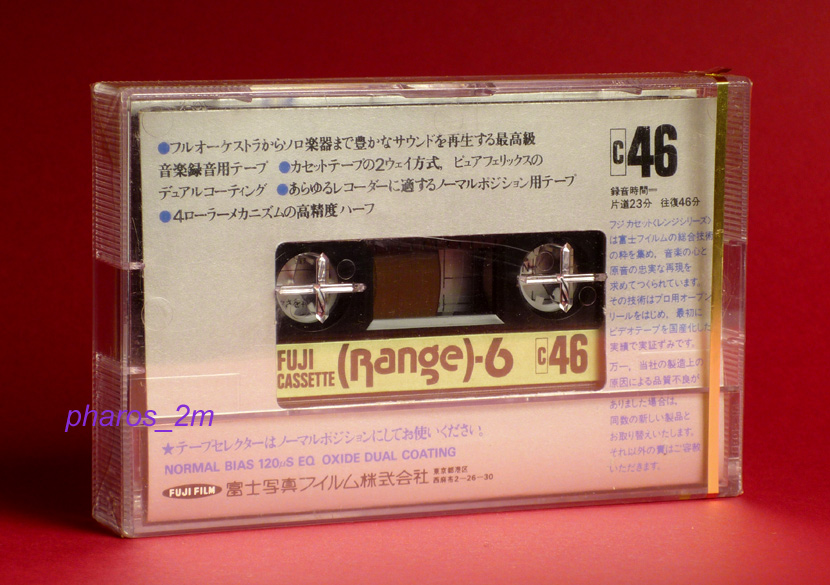 ●フルオーケストラからソロ楽器まで豊かなサウンドを再生する最高級
音楽録音用テープ ●カセットテープの2ウェイ方式，ピュアフェリックスの
デュアルコーティング ●あらゆるレコーダーに適するノーマルポジション用テープ
●4ローラーメカニズムの高精度ハーフ
C46
録音時間
片道23分 往復46分
フジカセット〈レンジシリーズ〉
は富士フイルムの総合技術
の粋を集め，音楽の心と
原音の忠実な再現を
求めてつくられています。
その技術はプロ用オープン
リールをはじめ，最初に
ビデオテープを国産化した
実績で実証ずみです。
万一，当社の製造上の
原因による品質不良が
ありました場合は，
同数の新しい製品と
お取り替えいたします。
それ以外の責はご容赦
いただきます。
FUJI
CASSETTE
(Range)-6
C46
pharos_2m
★テープセレクターはノーマルポジションにしてお使いください。
NORMAL BIAS 120μS EQ. OXIDE DUAL COATING
FUJI FILM 富士写真フイルム株式会社
東京都港区
西麻布2-26-30